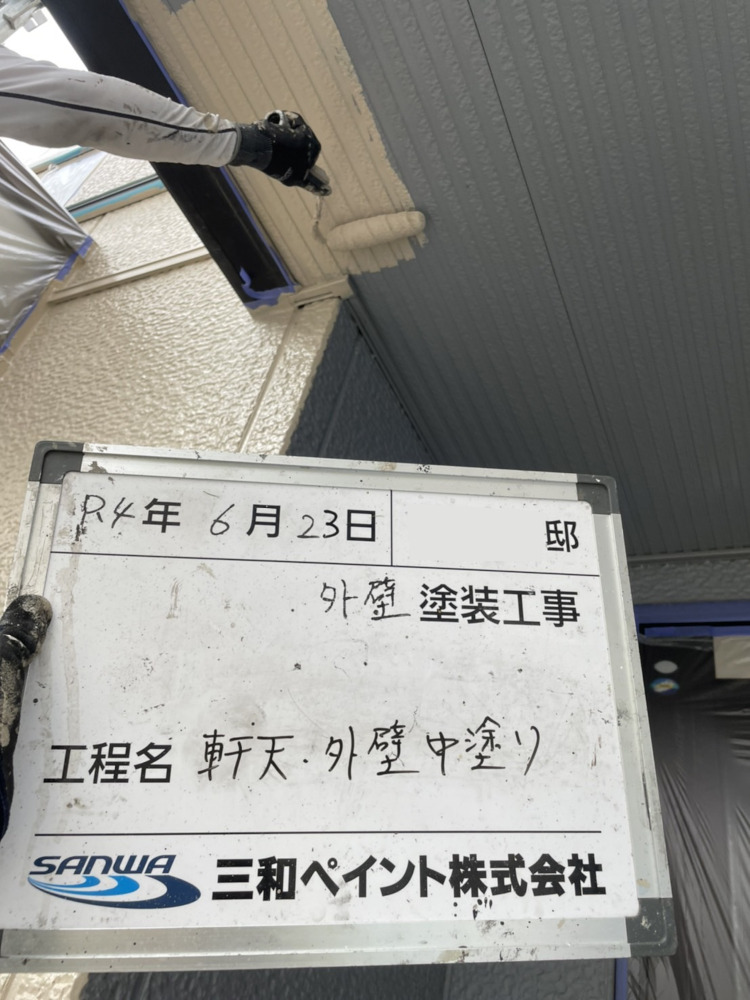 R4年 6月23日 邸
外壁 塗装工事
工程名 軒天・外壁 中塗り
SANWA 三和ペイント株式会社